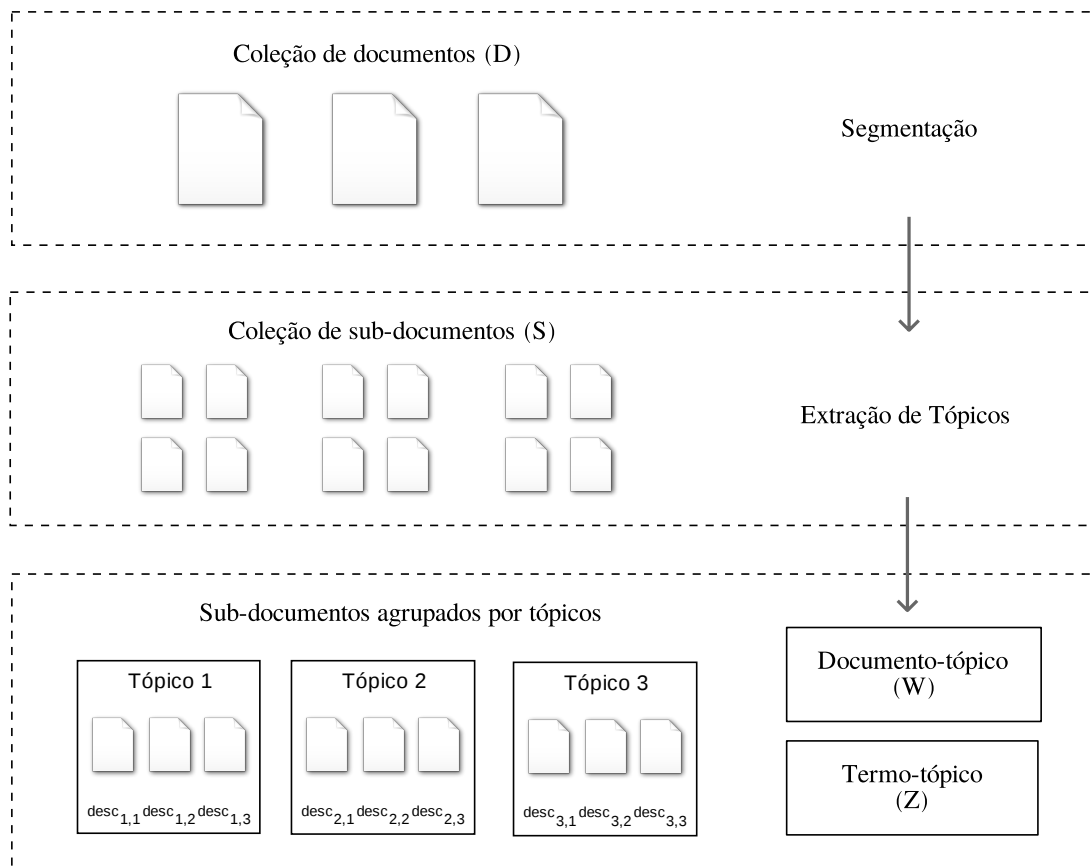 Coleção de documentos (D)
Segmentação
Coleção de sub-documentos (S)
Extração de Tópicos
Sub-documentos agrupados por tópicos
Tópico 1
desc1,1 desc1,2 desc1,3
Tópico 2
desc2,1 desc2,2 desc2,3
Tópico 3
desc3,1 desc3,2 desc3,3
Documento-tópico
(W)
Termo-tópico
(Z)